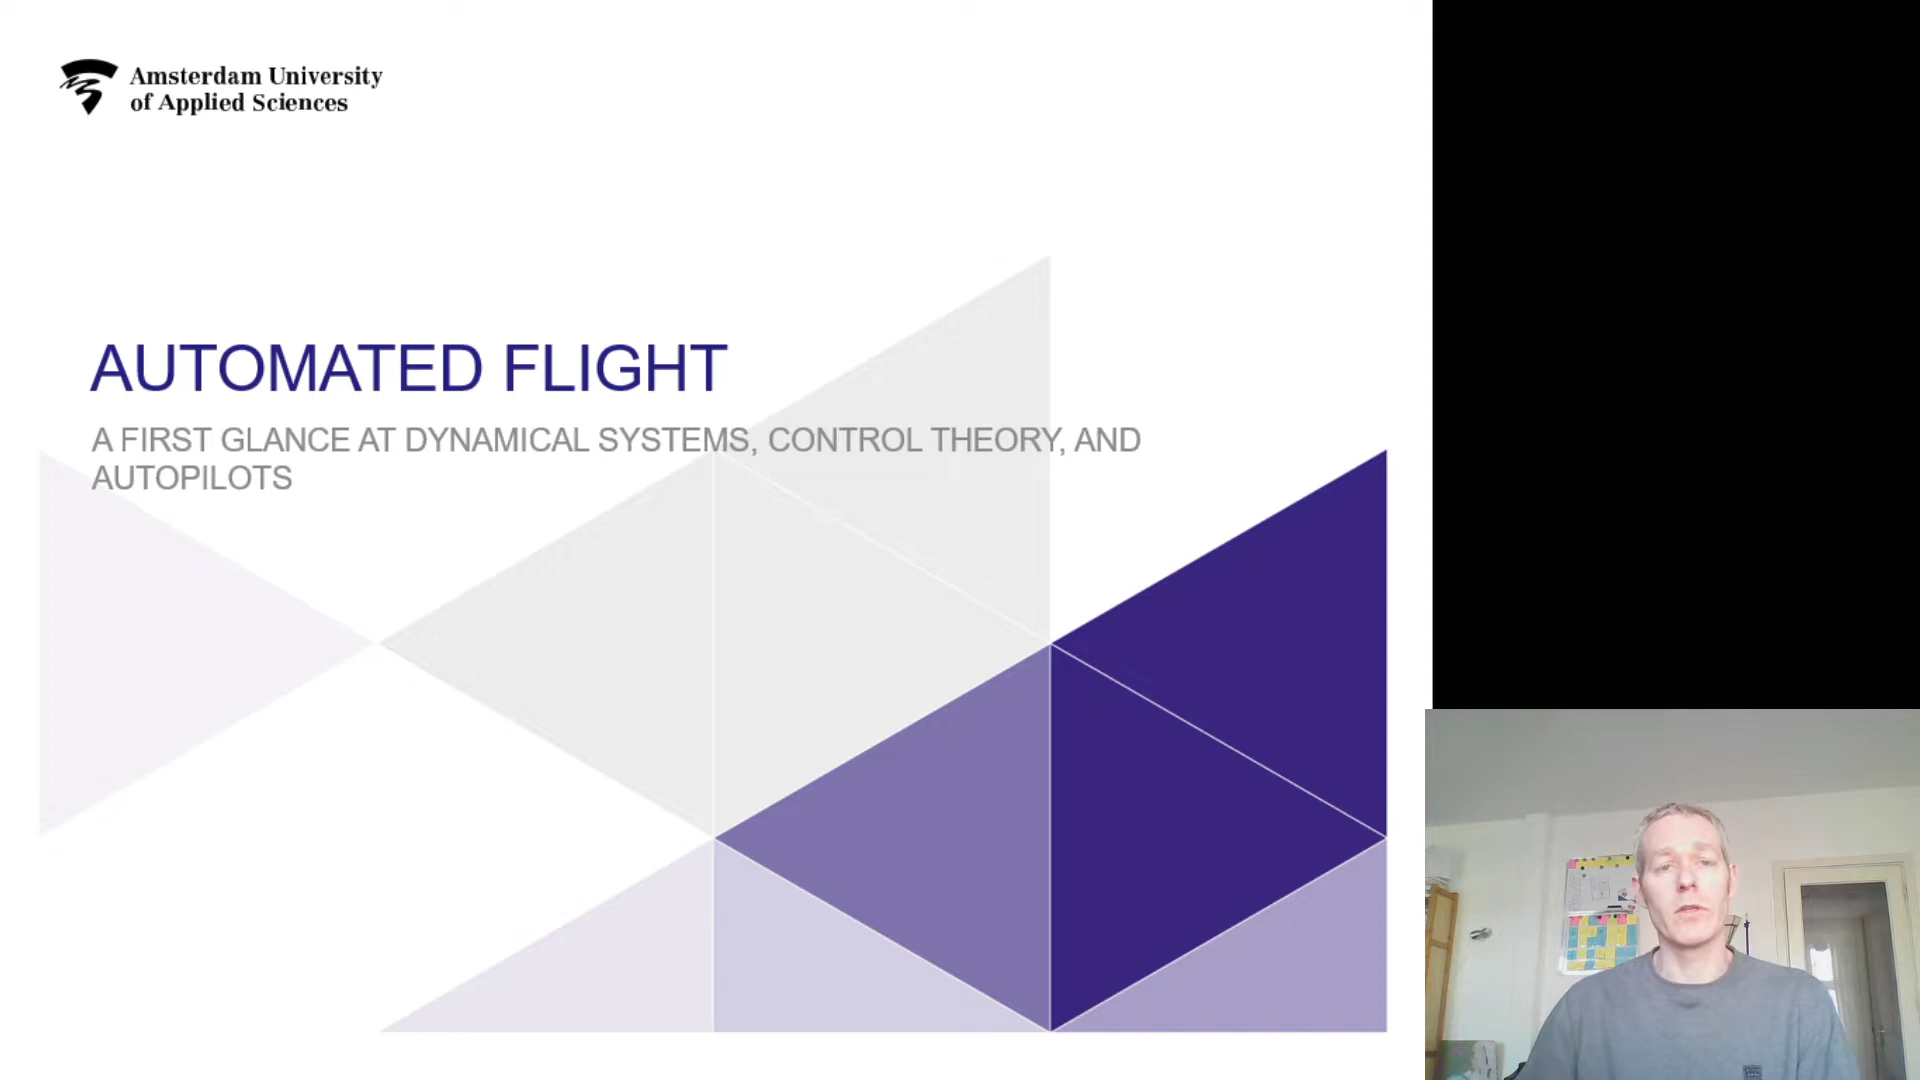 Amsterdam University
of Applied Sciences
AUTOMATED FLIGHT
A FIRST GLANCE AT DYNAMICAL SYSTEMS, CONTROL THEORY, AND
AUTOPILOTS